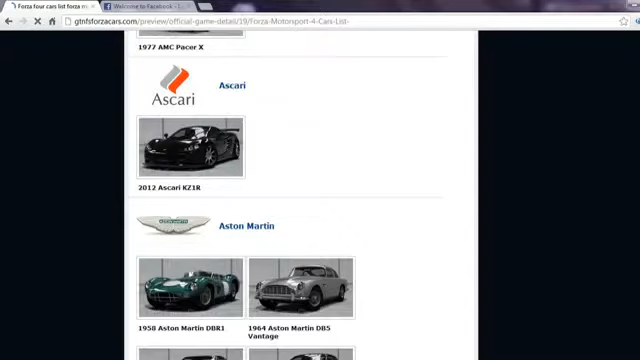 Forza four cars list forza m
Welcome to Facebook - L
gtnfsforzacars.com/preview/official-game-detail/19/Forza-Motorsport-4-Cars-List-
1977 AMC Pacer X
Ascari
Ascari
2012 Ascari KZ1R
ASTON MARTIN
Aston Martin
1958 Aston Martin DBR1
1964 Aston Martin DB5
Vantage